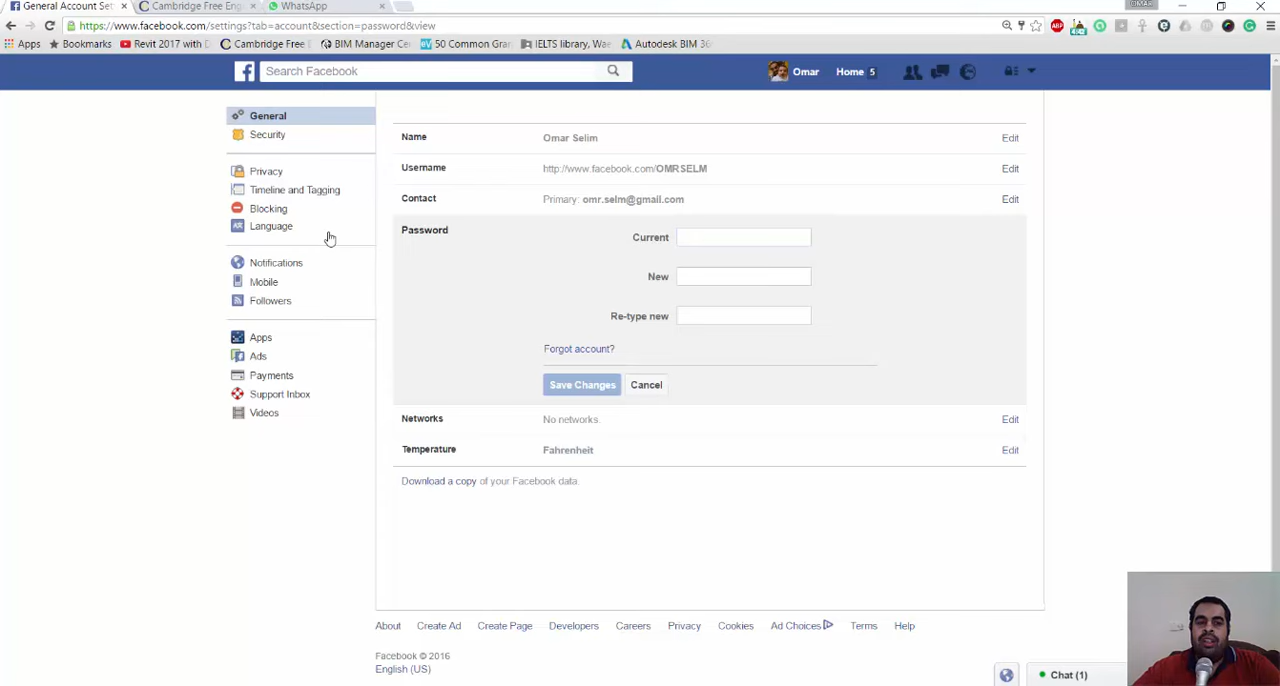 General Account Set
Cambridge Free Eng
WhatsApp
OMAR
https://www.facebook.com/settings?tab=account&section=password&view
ABP
Apps
Bookmarks
Revit 2017 with D
Cambridge Free E
BIM Manager Cer
50 Common Gra
IELTS library, Wae
Autodesk BIM 36
Search Facebook
Omar
Home 5
General
Security
Privacy
Timeline and Tagging
Blocking
Language
Notifications
Mobile
Followers
Apps
Ads
Payments
Support Inbox
Videos
Name Omar Selim Edit
Username http://www.facebook.com/OMRSELM Edit
Contact Primary: omr.selm@gmail.com Edit
Password
Current
New
Re-type new
Forgot account?
Save Changes Cancel
Networks No networks. Edit
Temperature Fahrenheit Edit
Download a copy of your Facebook data.
About Create Ad Create Page Developers Careers Privacy Cookies Ad Choices Terms Help
Facebook © 2016
English (US)
Chat (1)